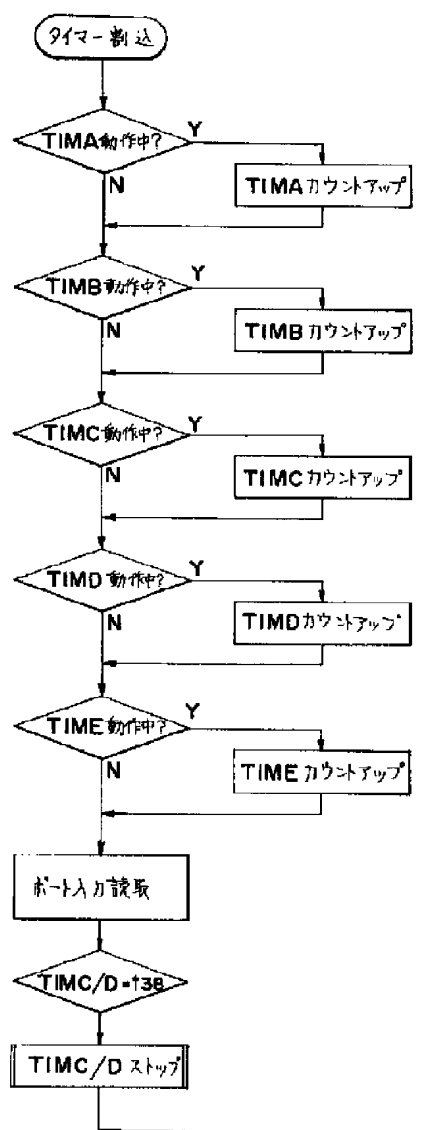 タイマー割込
TIMA動作中?
Y
N
TIMAカウントアップ
TIMB動作中?
Y
N
TIMBカウントアップ
TIMC動作中?
Y
N
TIMCカウントアップ
TIMD動作中?
Y
N
TIMDカウントアップ
TIME動作中?
Y
N
TIMEカウントアップ
ポート入力読取
TIMC/D=t38
TIMC/Dストップ